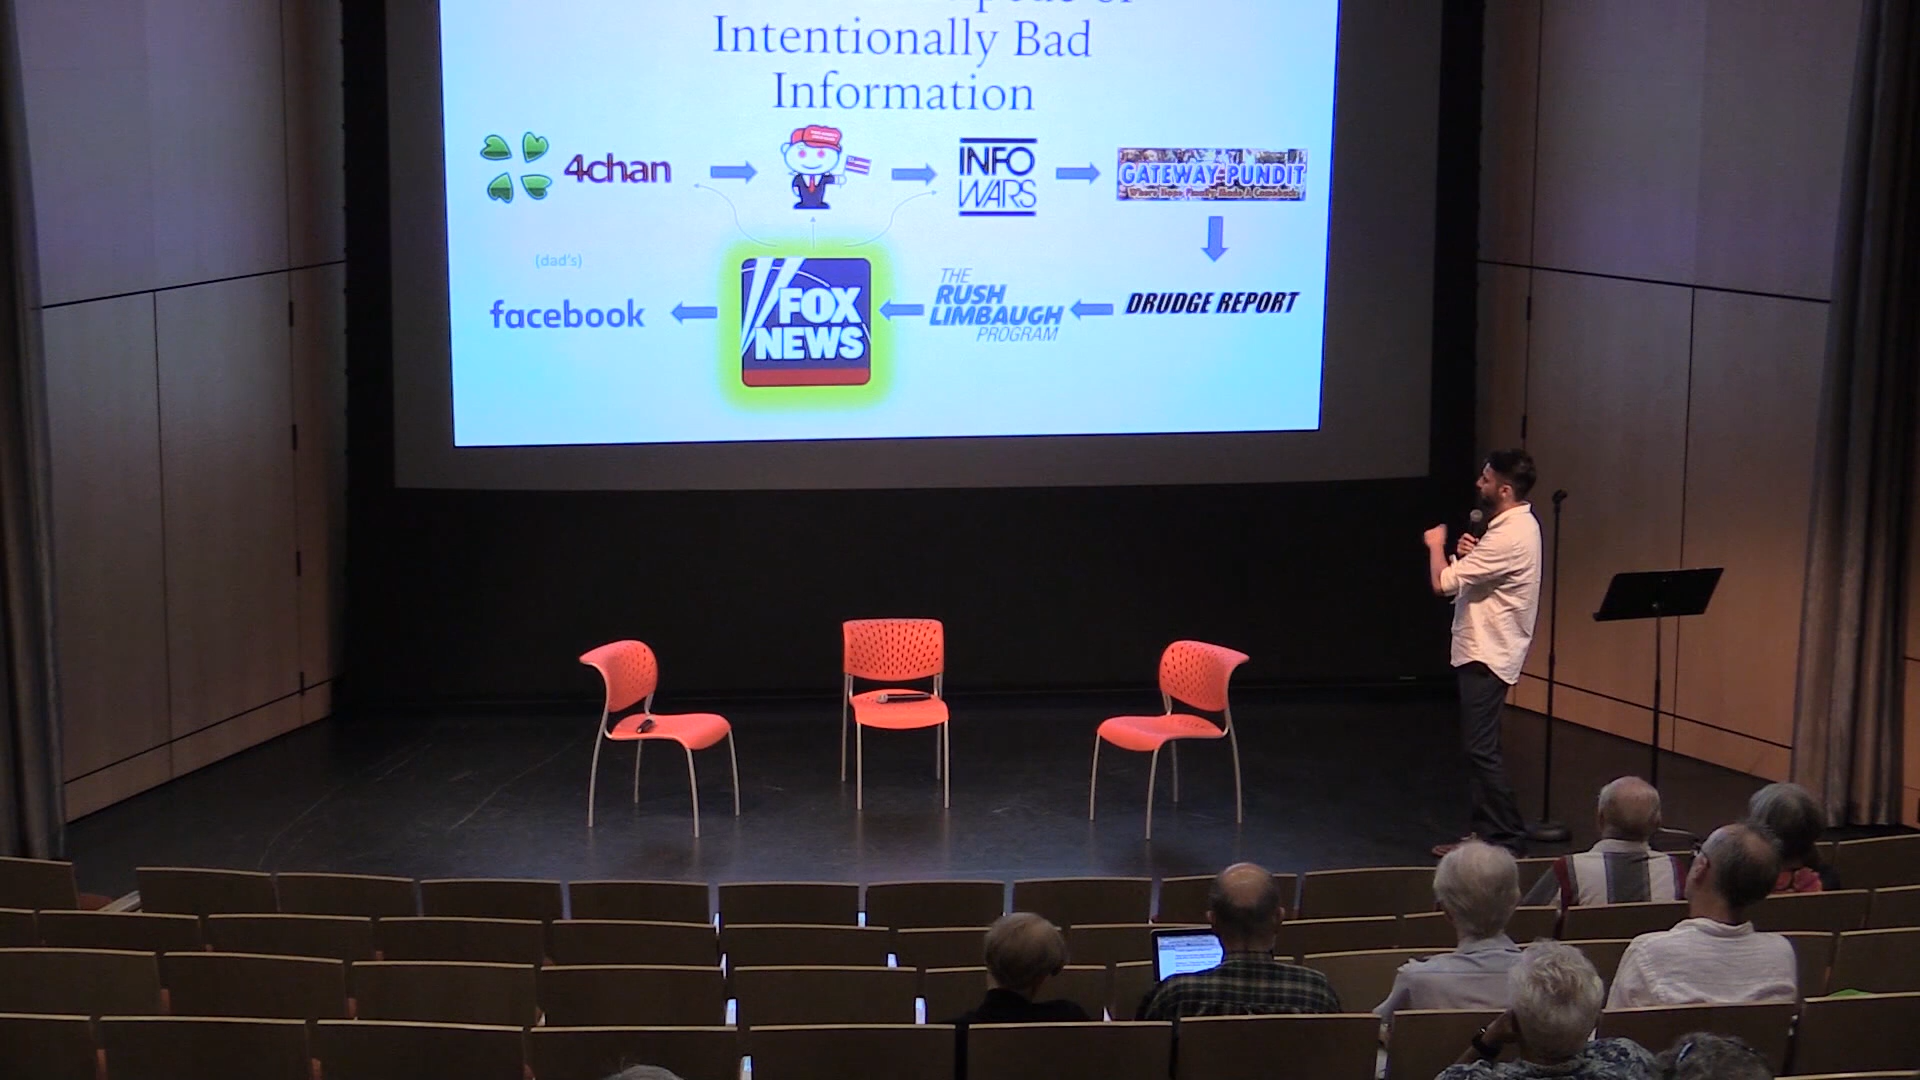 Intentionally Bad
Information
4chan
INFO
WARS
GATEWAY PUNDIT
(dad's)
facebook
FOX
NEWS
THE
RUSH
LIMBAUGH
PROGRAM
DRUDGE REPORT